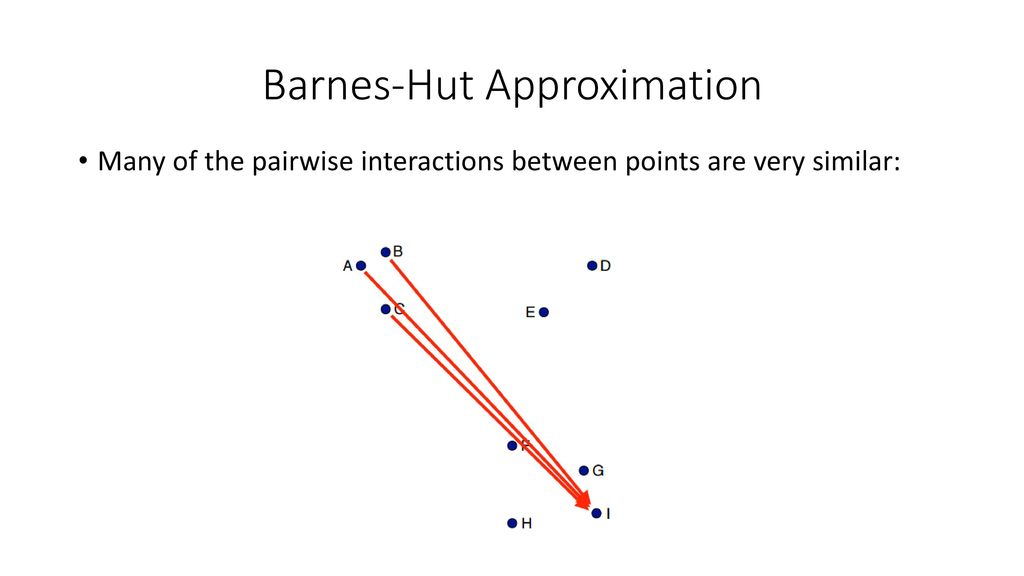 Barnes-Hut Approximation
• Many of the pairwise interactions between points are very similar:
B
A
D
C
E
F
G
I
H